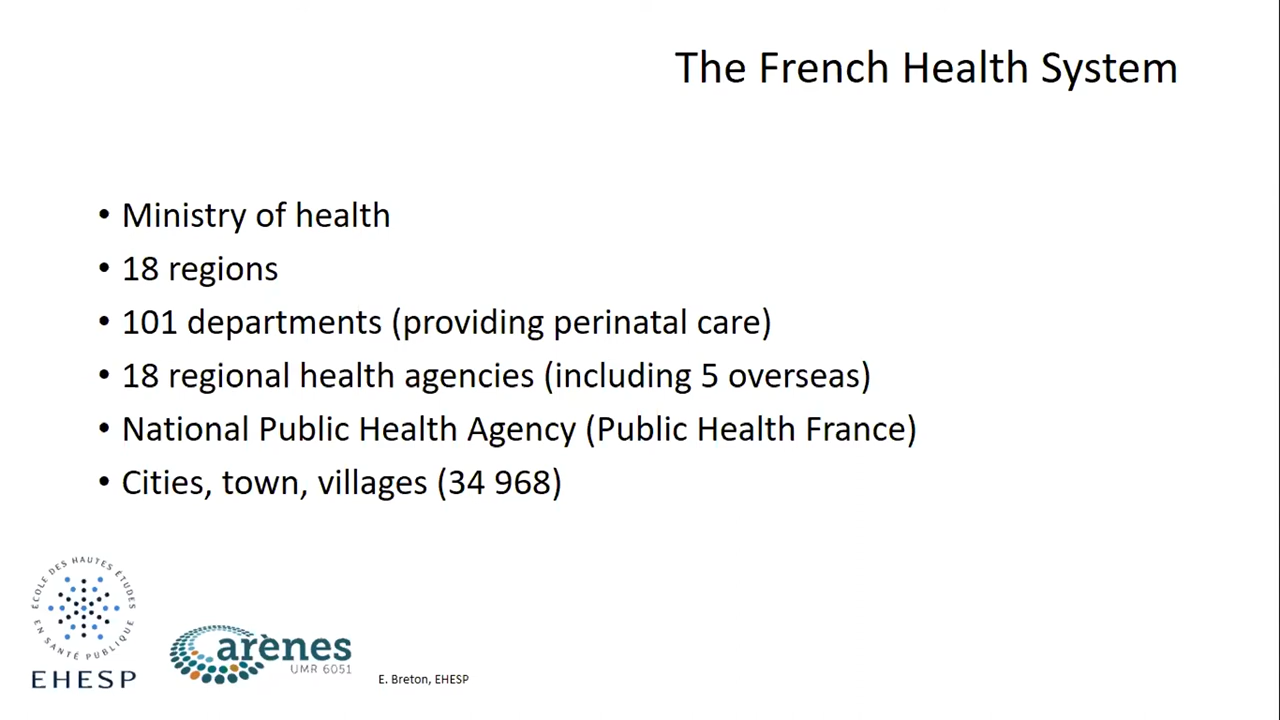 The French Health System
• Ministry of health
• 18 regions
• 101 departments (providing perinatal care)
• 18 regional health agencies (including 5 overseas)
• National Public Health Agency (Public Health France)
• Cities, town, villages (34 968)
ÉCOLE DES HAUTES ÉTUDES
EN SANTÉ PUBLIQUE
EHESP
arènes
UMR 6051
E. Breton, EHESP